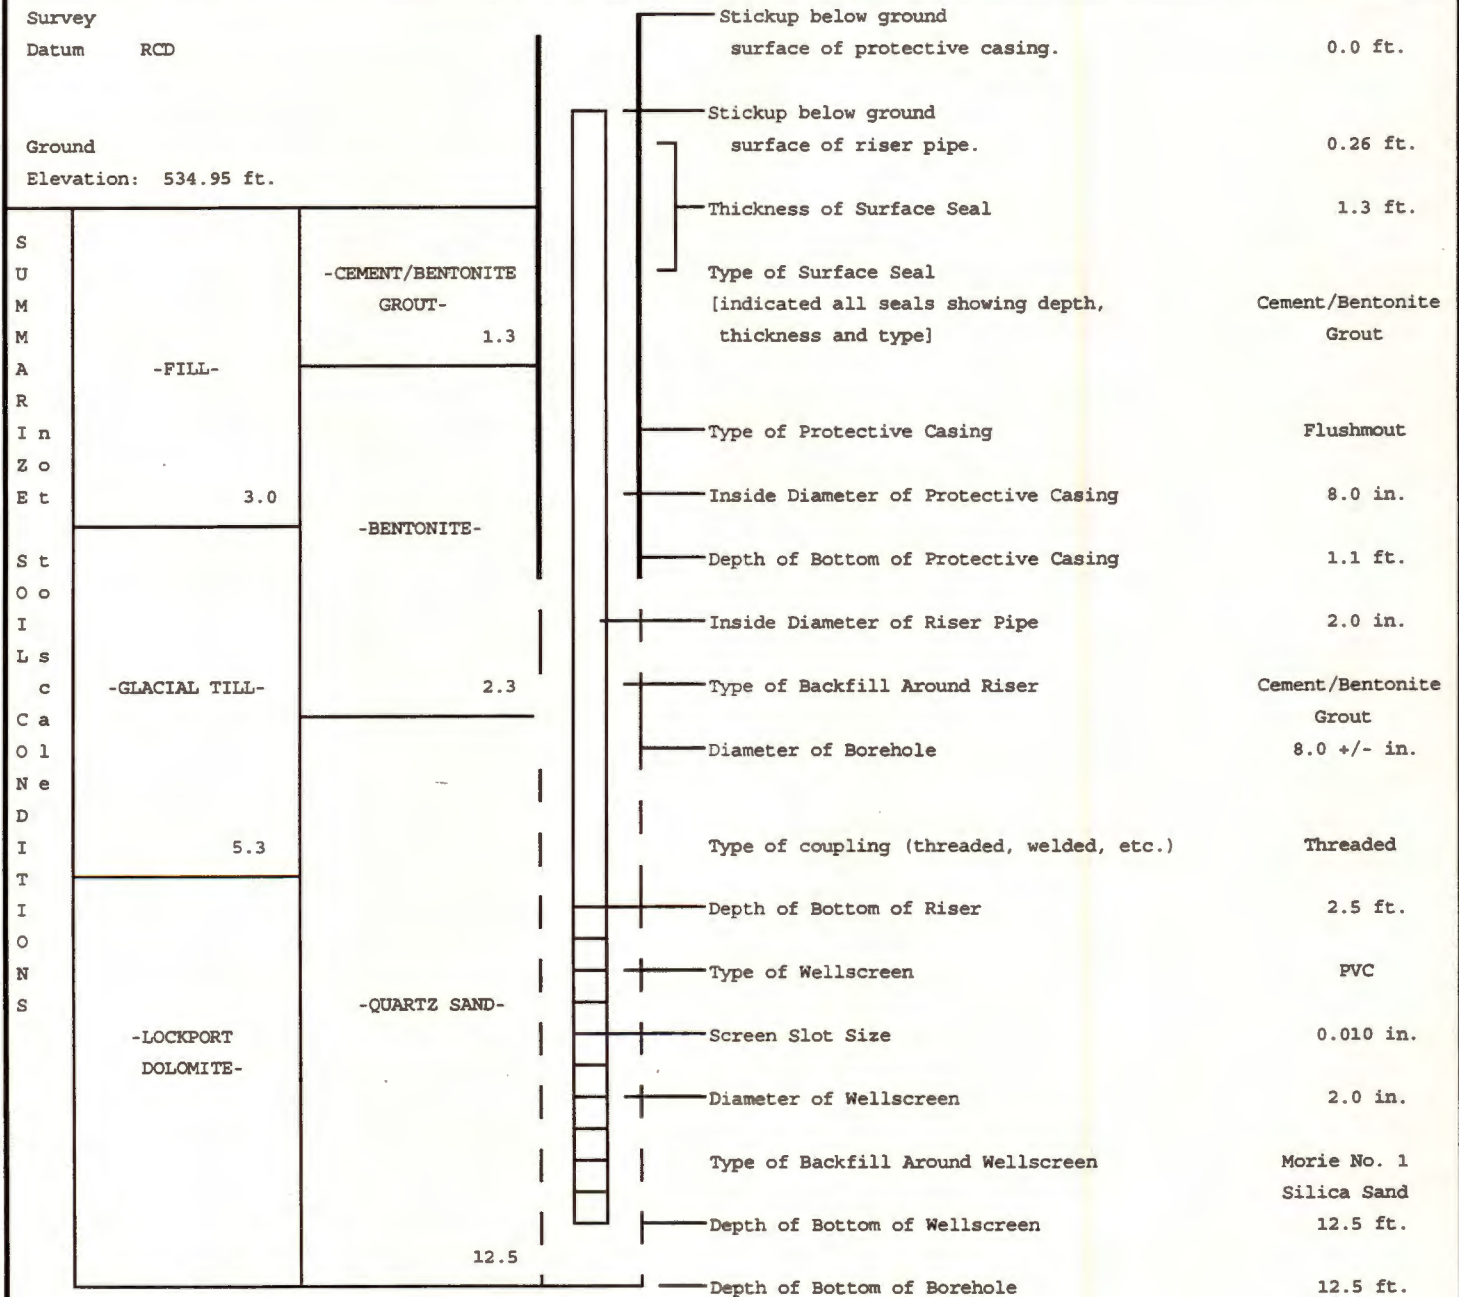 Survey
Datum RCD
Ground
Elevation: 534.95 ft.
SUMMARIZE SOIL CONDITIONS
not to scale
-FILL-
3.0
-GLACIAL TILL-
5.3
-LOCKPORT
DOLOMITE-
-CEMENT/BENTONITE
GROUT-
1.3
-BENTONITE-
2.3
-QUARTZ SAND-
12.5
Stickup below ground
surface of protective casing. 0.0 ft.
Stickup below ground
surface of riser pipe. 0.26 ft.
Thickness of Surface Seal 1.3 ft.
Type of Surface Seal
[indicated all seals showing depth, Cement/Bentonite
thickness and type] Grout
Type of Protective Casing Flushmout
Inside Diameter of Protective Casing 8.0 in.
Depth of Bottom of Protective Casing 1.1 ft.
Inside Diameter of Riser Pipe 2.0 in.
Type of Backfill Around Riser Cement/Bentonite
Grout
Diameter of Borehole 8.0 +/- in.
Type of coupling (threaded, welded, etc.) Threaded
Depth of Bottom of Riser 2.5 ft.
Type of Wellscreen PVC
Screen Slot Size 0.010 in.
Diameter of Wellscreen 2.0 in.
Type of Backfill Around Wellscreen Morie No. 1
Silica Sand
Depth of Bottom of Wellscreen 12.5 ft.
Depth of Bottom of Borehole 12.5 ft.